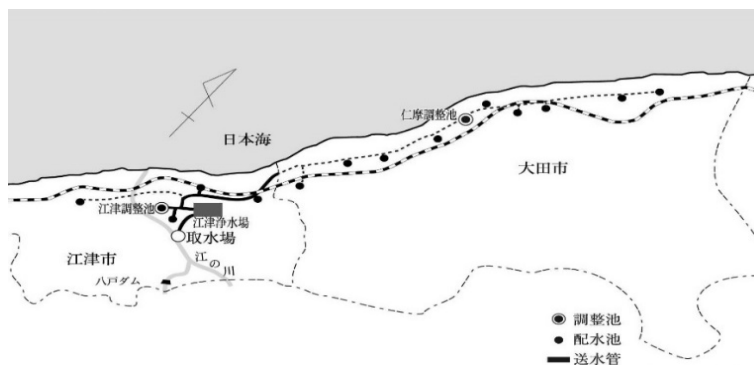 日本海
仁摩調整池
大田市
江津調整池
江津浄水場
取水場
江津市
江の川
八戸ダム
調整池
配水池
送水管